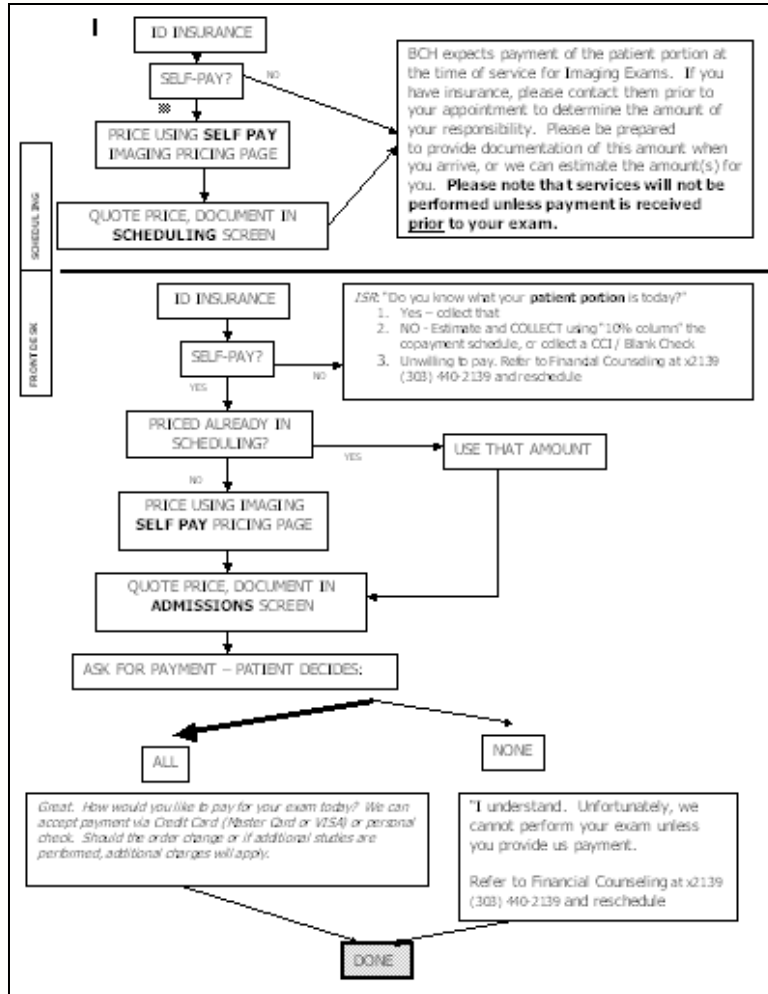 I
ID INSURANCE
SELF-PAY?
NO
PRICE USING SELF PAY
IMAGING PRICING PAGE
QUOTE PRICE, DOCUMENT IN
SCHEDULING SCREEN
BCH expects payment of the patient portion at
the time of service for Imaging Exams. If you
have insurance, please contact them prior to
your appointment to determine the amount of
your responsibility. Please be prepared
to provide documentation of this amount when
you arrive, or we can estimate the amount(s) for
you. Please note that services will not be
performed unless payment is received
prior to your exam.
SCHEDULING
FRONT DESK
ID INSURANCE
SELF-PAY?
YES
NO
ISR: "Do you know what your patient portion is today?"
1. Yes – collect that
2. NO - Estimate and COLLECT using "10% column" the
copayment schedule, or collect a CCI / Blank Check
3. Unwilling to pay. Refer to Financial Counseling at x2139
(303) 440-2139 and reschedule
PRICED ALREADY IN
SCHEDULING?
YES
USE THAT AMOUNT
NO
PRICE USING IMAGING
SELF PAY PRICING PAGE
QUOTE PRICE, DOCUMENT IN
ADMISSIONS SCREEN
ASK FOR PAYMENT – PATIENT DECIDES:
ALL
NONE
Great. How would you like to pay for your exam today? We can
accept payment via Credit Card (Master Card or VISA) or personal
check. Should the order change or if additional studies are
performed, additional charges will apply.
"I understand. Unfortunately, we
cannot perform your exam unless
you provide us payment.
Refer to Financial Counseling at x2139
(303) 440-2139 and reschedule
DONE